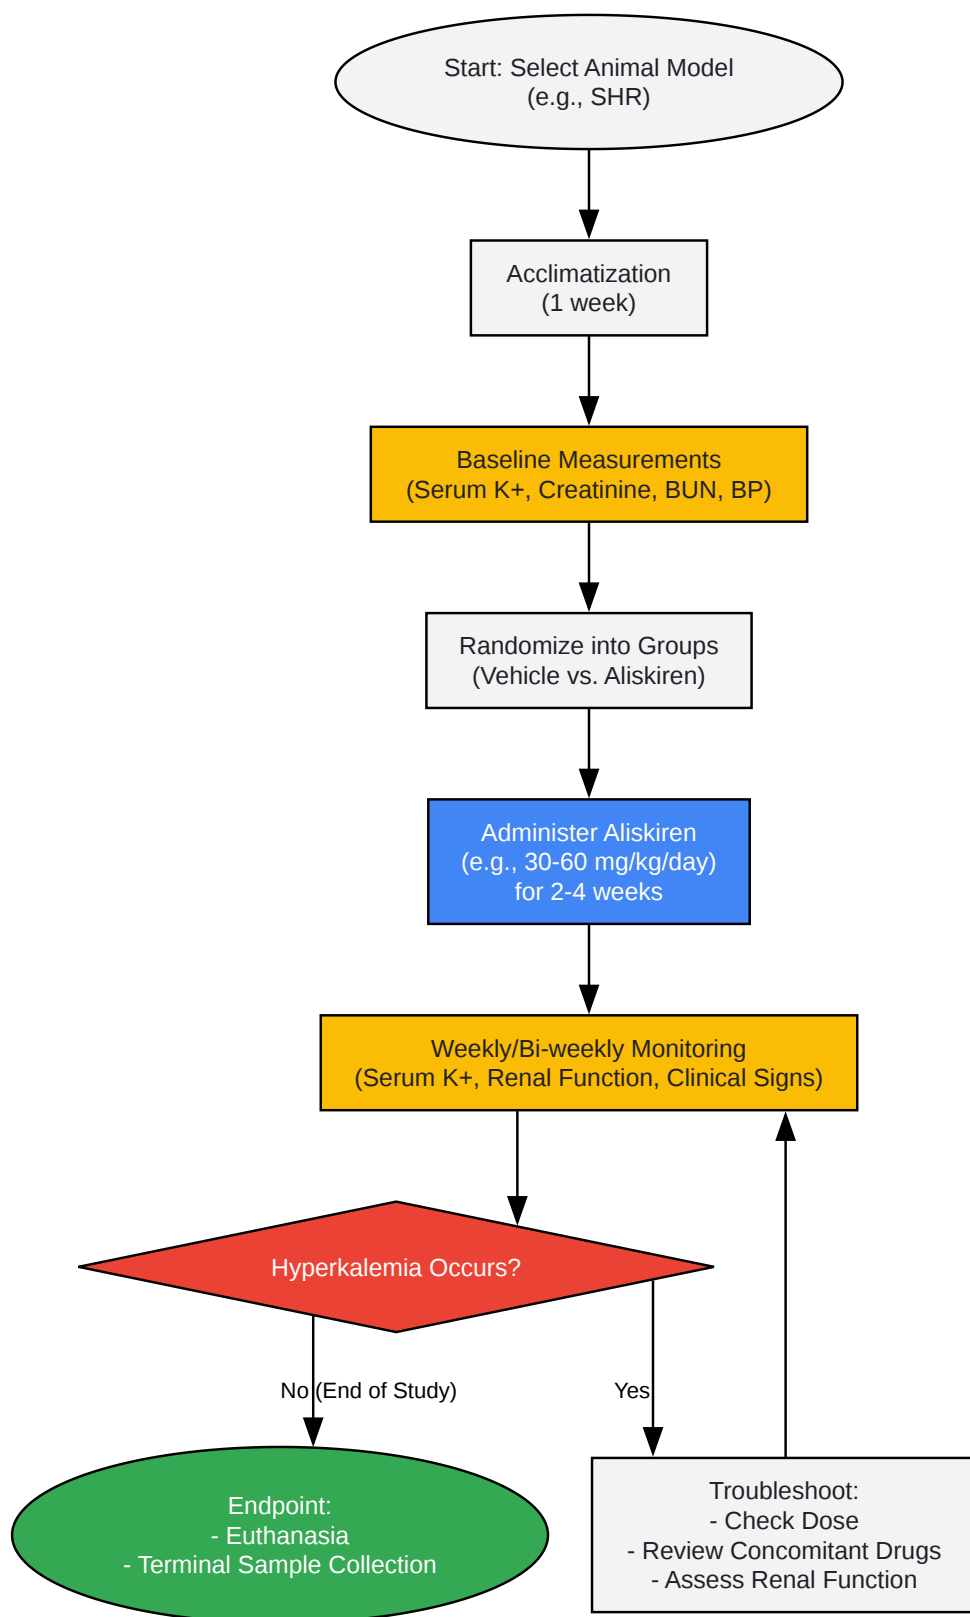 Start: Select Animal Model
(e.g., SHR)
Acclimatization
(1 week)
Baseline Measurements
(Serum K+, Creatinine, BUN, BP)
Randomize into Groups
(Vehicle vs. Aliskiren)
Administer Aliskiren
(e.g., 30-60 mg/kg/day)
for 2-4 weeks
Weekly/Bi-weekly Monitoring
(Serum K+, Renal Function, Clinical Signs)
Hyperkalemia Occurs?
No (End of Study)
Yes
Endpoint:
- Euthanasia
- Terminal Sample Collection
Troubleshoot:
- Check Dose
- Review Concomitant Drugs
- Assess Renal Function